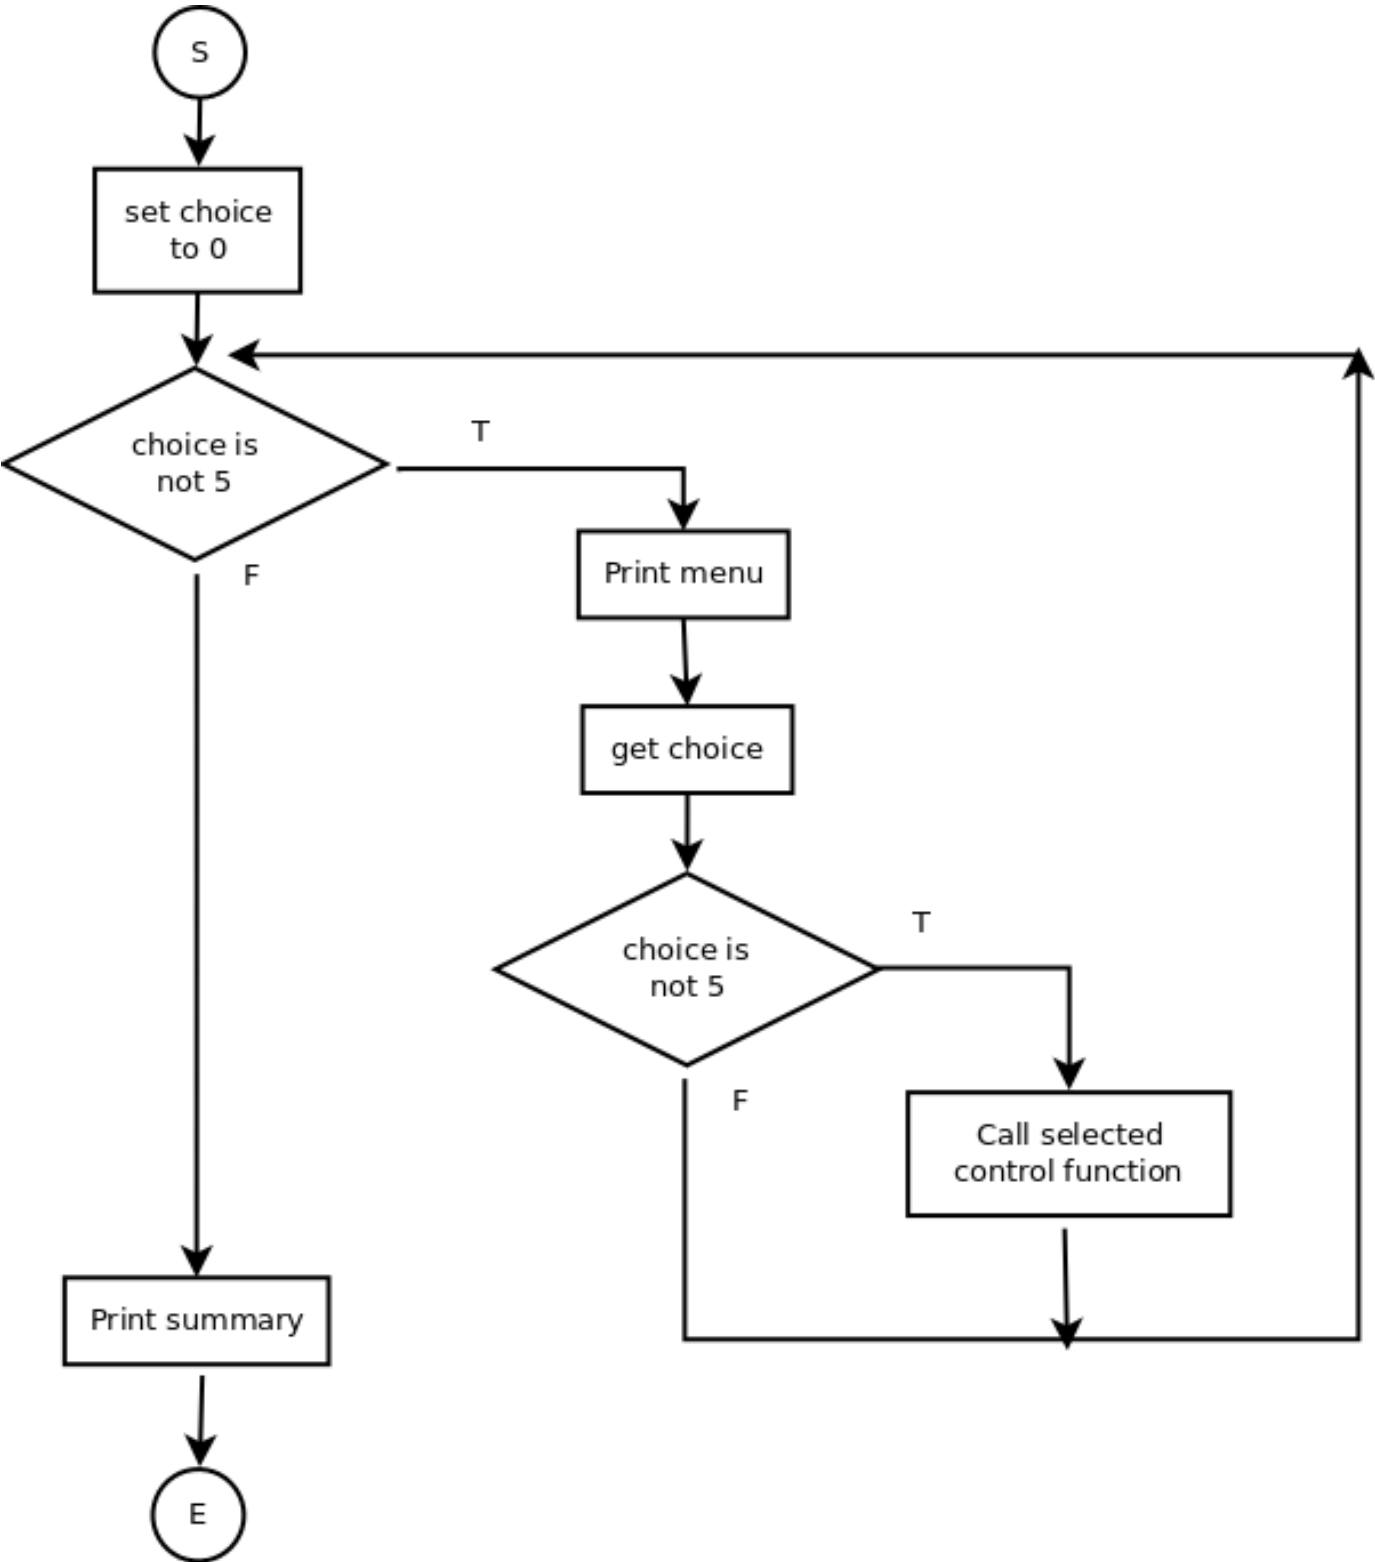 S
set choice
to 0
choice is
not 5
T
F
Print menu
get choice
choice is
not 5
T
F
Call selected
control function
Print summary
E